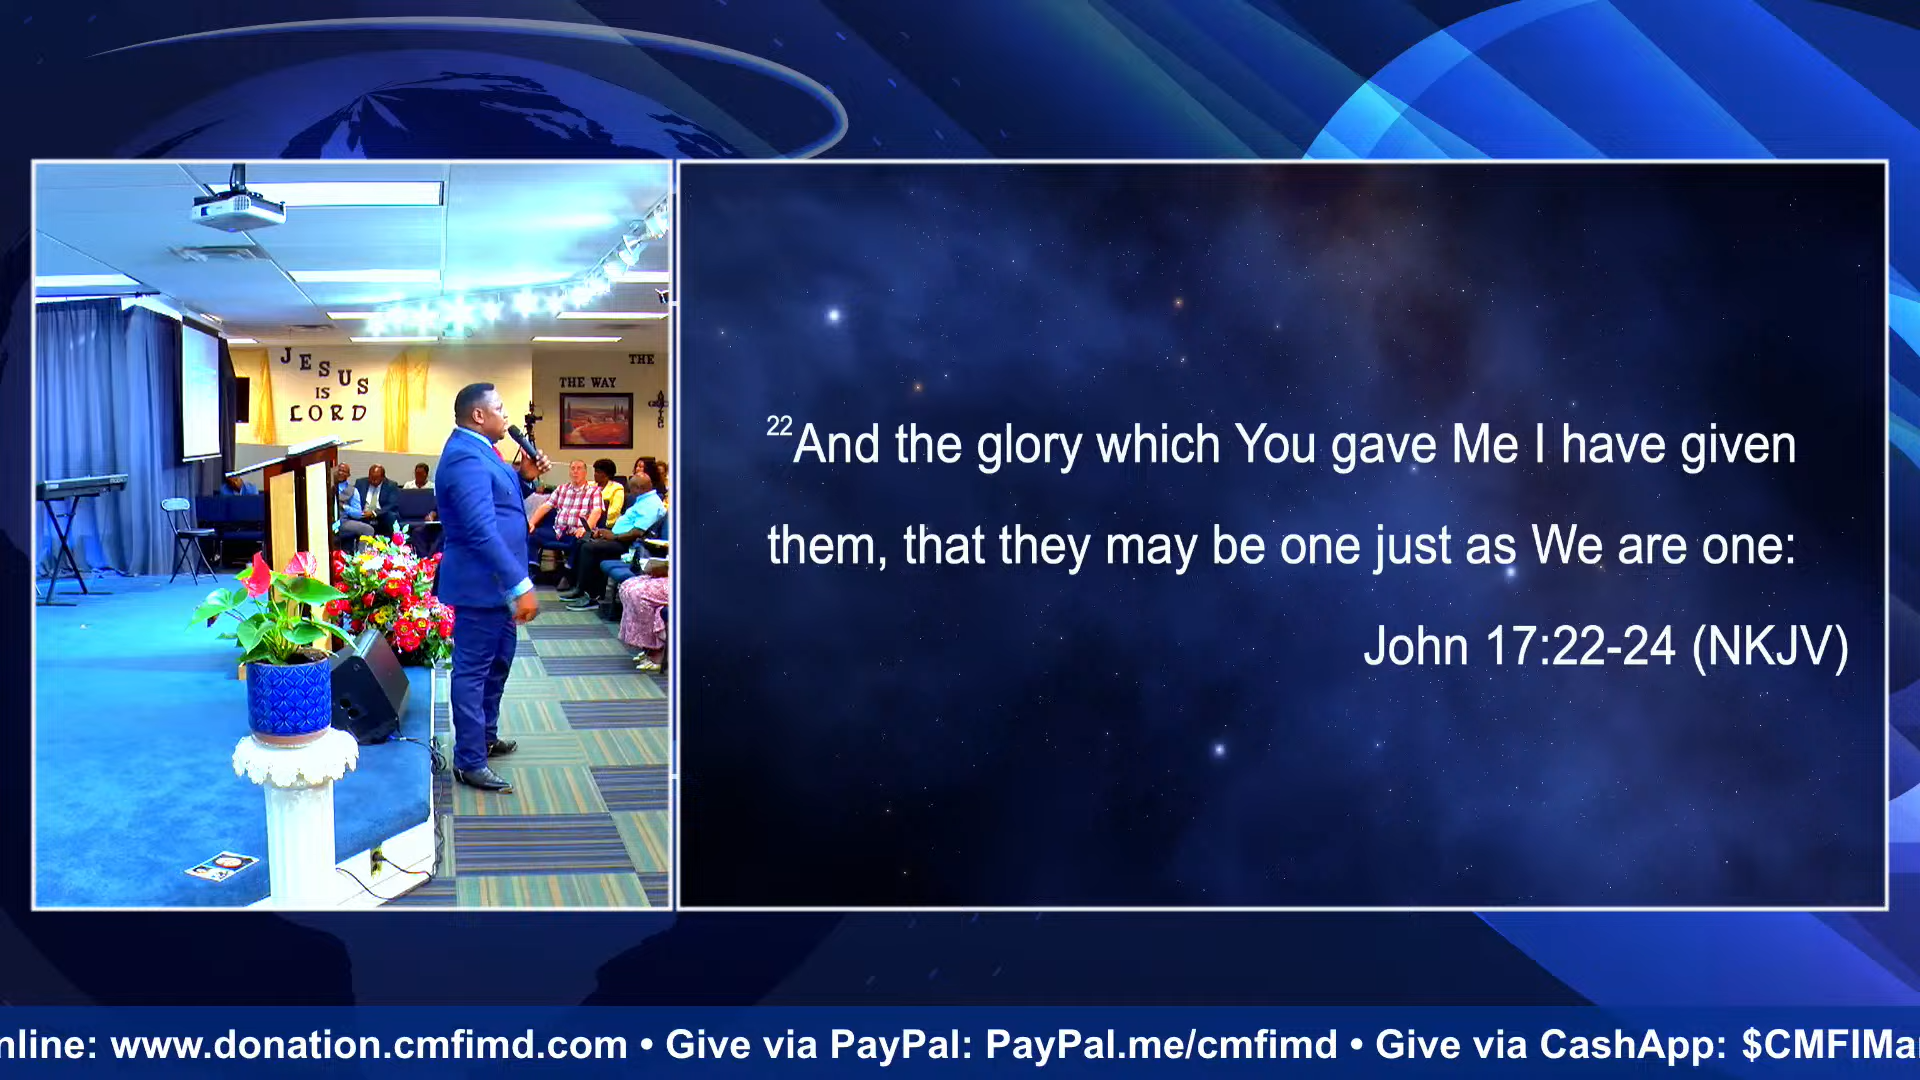 JESUS
IS
LORD
THE WAY
THE
22And the glory which You gave Me I have given
them, that they may be one just as We are one:
John 17:22-24 (NKJV)
nline: www.donation.cmfimd.com • Give via PayPal: PayPal.me/cmfimd • Give via CashApp: $CMFIMa